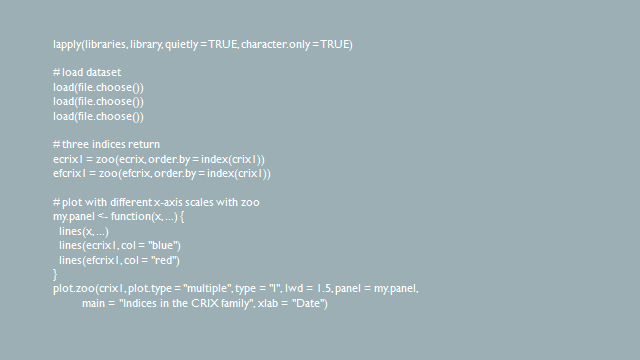 lapply(libraries, library, quietly = TRUE, character.only = TRUE)
# load dataset
load(file.choose())
load(file.choose())
load(file.choose())
# three indices return
ecrix1 = zoo(ecrix, order.by = index(crix1))
efcrix1 = zoo(efcrix, order.by = index(crix1))
# plot with different x-axis scales with zoo
my.panel <- function(x, ...) {
lines(x, ...)
lines(ecrix1, col = "blue")
lines(efcrix1, col = "red")
}
plot.zoo(crix1, plot.type = "multiple", type = "l", lwd = 1.5, panel = my.panel,
main = "Indices in the CRIX family", xlab = "Date")